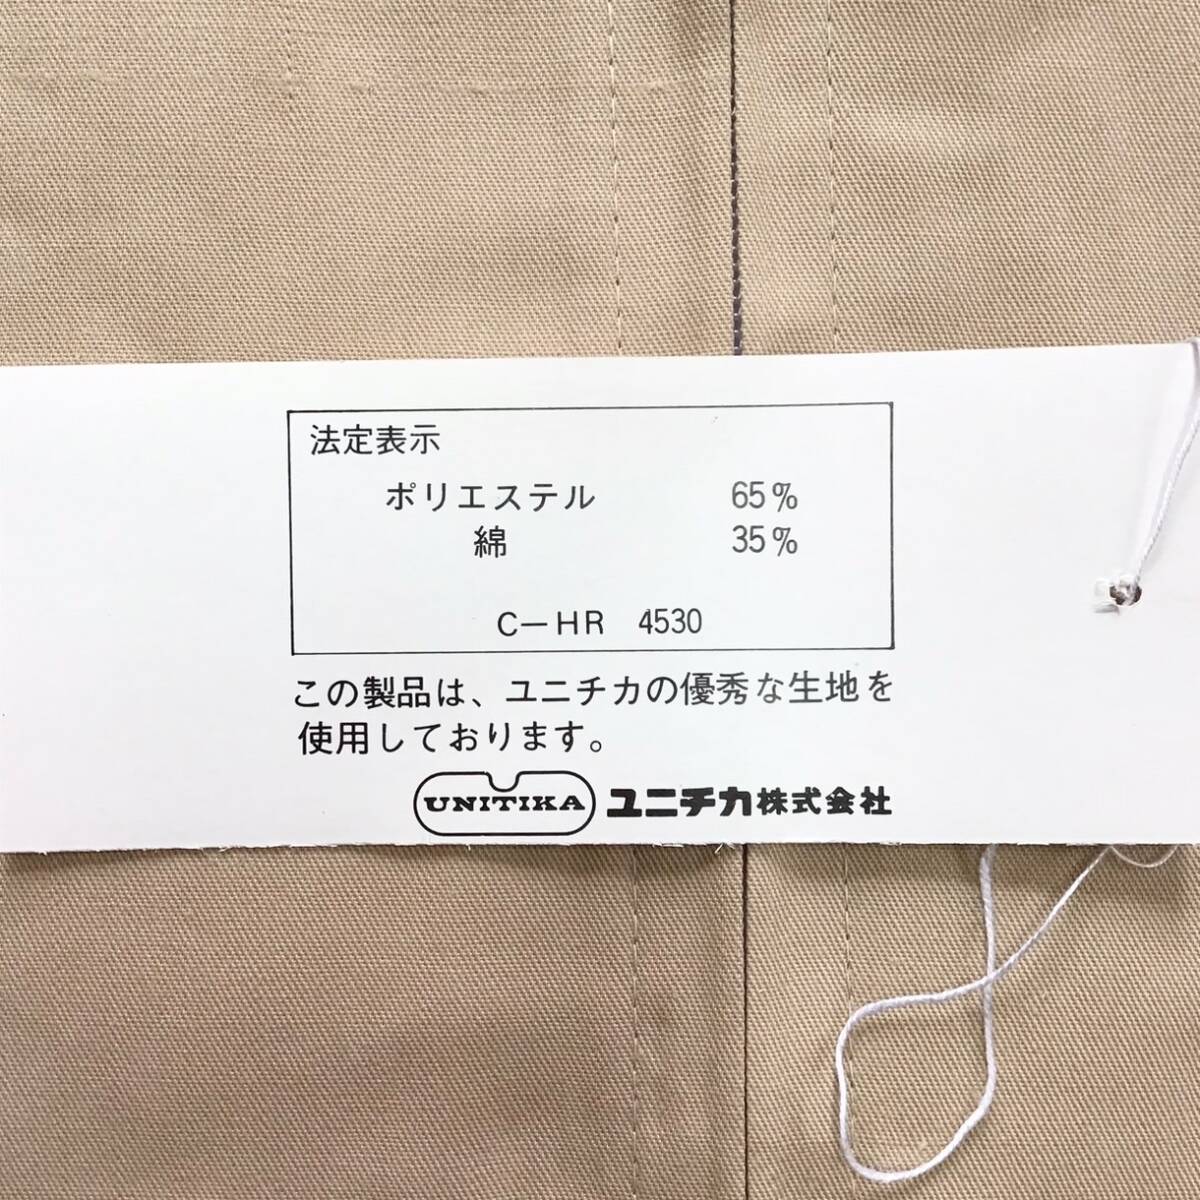 法定表示
ポリエステル 65%
綿 35%
C—HR 4530
この製品は、ユニチカの優秀な生地を
使用しております。
UNITIKA ユニチカ株式会社